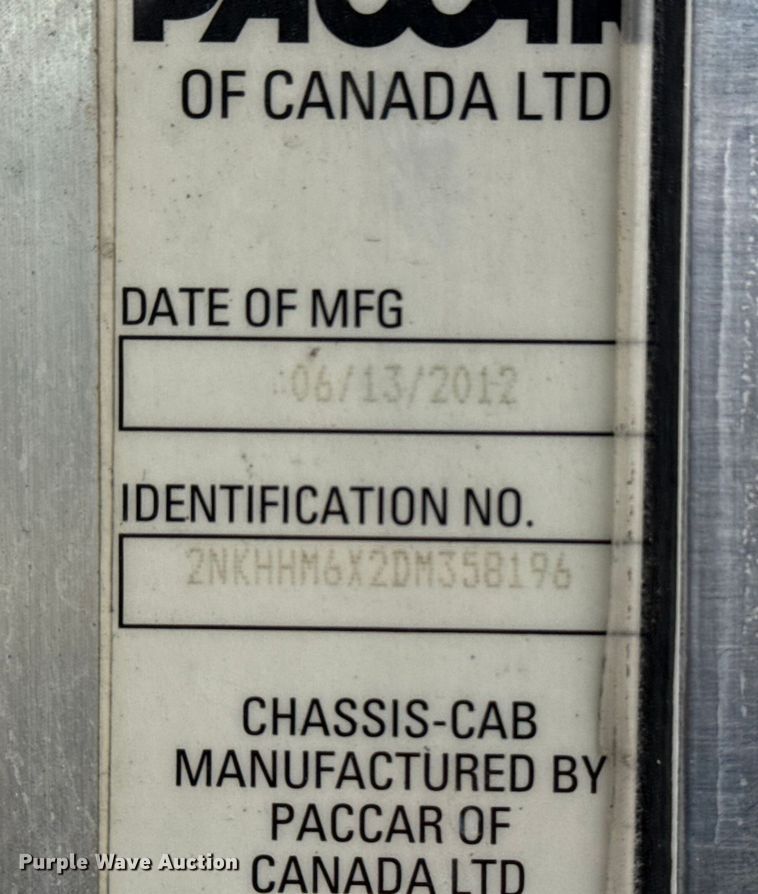 PACCAR
OF CANADA LTD
DATE OF MFG
06/13/2012
IDENTIFICATION NO.
2NKHHM6X2DM358196
CHASSIS-CAB
MANUFACTURED BY
PACCAR OF
CANADA LTD
Purple Wave Auction